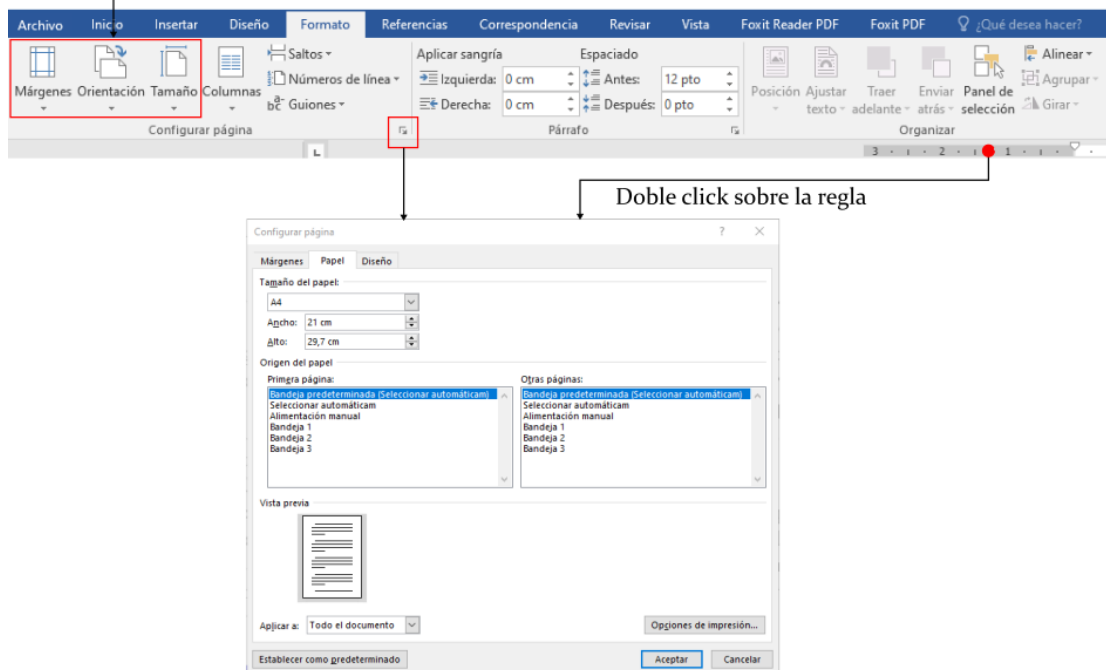 Archivo Inicio Insertar Diseño Formato Referencias Correspondencia Revisar Vista Foxit Reader PDF Foxit PDF ¿Qué desea hacer?
Márgenes Orientación Tamaño Columnas
Saltos
Números de línea
bc Guiones
Configurar página
Aplicar sangría Espaciado
Izquierda: 0 cm Antes: 12 pto
Derecha: 0 cm Después: 0 pto
Párrafo
Posición Ajustar texto Traer adelante Enviar atrás Panel de selección
Alinear
Agrupar
Girar
Organizar
L 3 2 1
Doble click sobre la regla
Configurar página ?
Márgenes Papel Diseño
Tamaño del papel:
A4
Ancho: 21 cm
Alto: 29,7 cm
Origen del papel
Primera página:
Bandeja predeterminada (Seleccionar automáticam)
Seleccionar automáticam
Alimentación manual
Bandeja 1
Bandeja 2
Bandeja 3
Otras páginas:
Bandeja predeterminada (Seleccionar automáticam)
Seleccionar automáticam
Alimentación manual
Bandeja 1
Bandeja 2
Bandeja 3
Vista previa
Aplicar a: Todo el documento Opciones de impresión...
Establecer como predeterminado Aceptar Cancelar